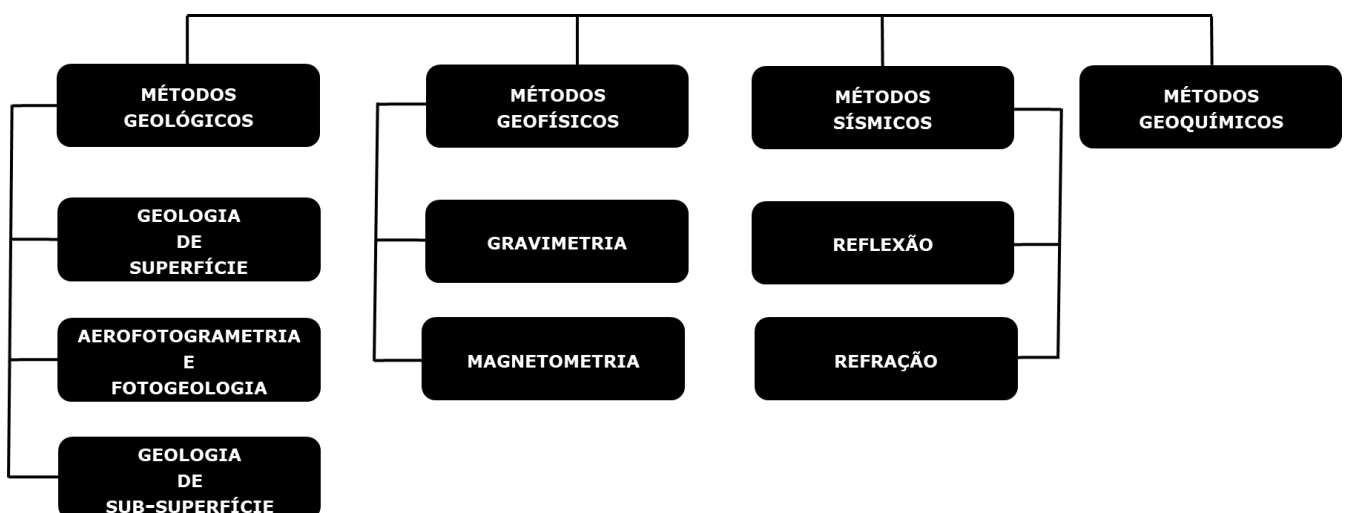 MÉTODOS
GEOLÓGICOS
GEOLOGIA
DE
SUPERFÍCIE
AEROFOTOGRAMETRIA
E
FOTOGEOLOGIA
GEOLOGIA
DE
SUB-SUPERFÍCIE
MÉTODOS
GEOFÍSICOS
GRAVIMETRIA
MAGNETOMETRIA
MÉTODOS
SÍSMICOS
REFLEXÃO
REFRAÇÃO
MÉTODOS
GEOQUÍMICOS